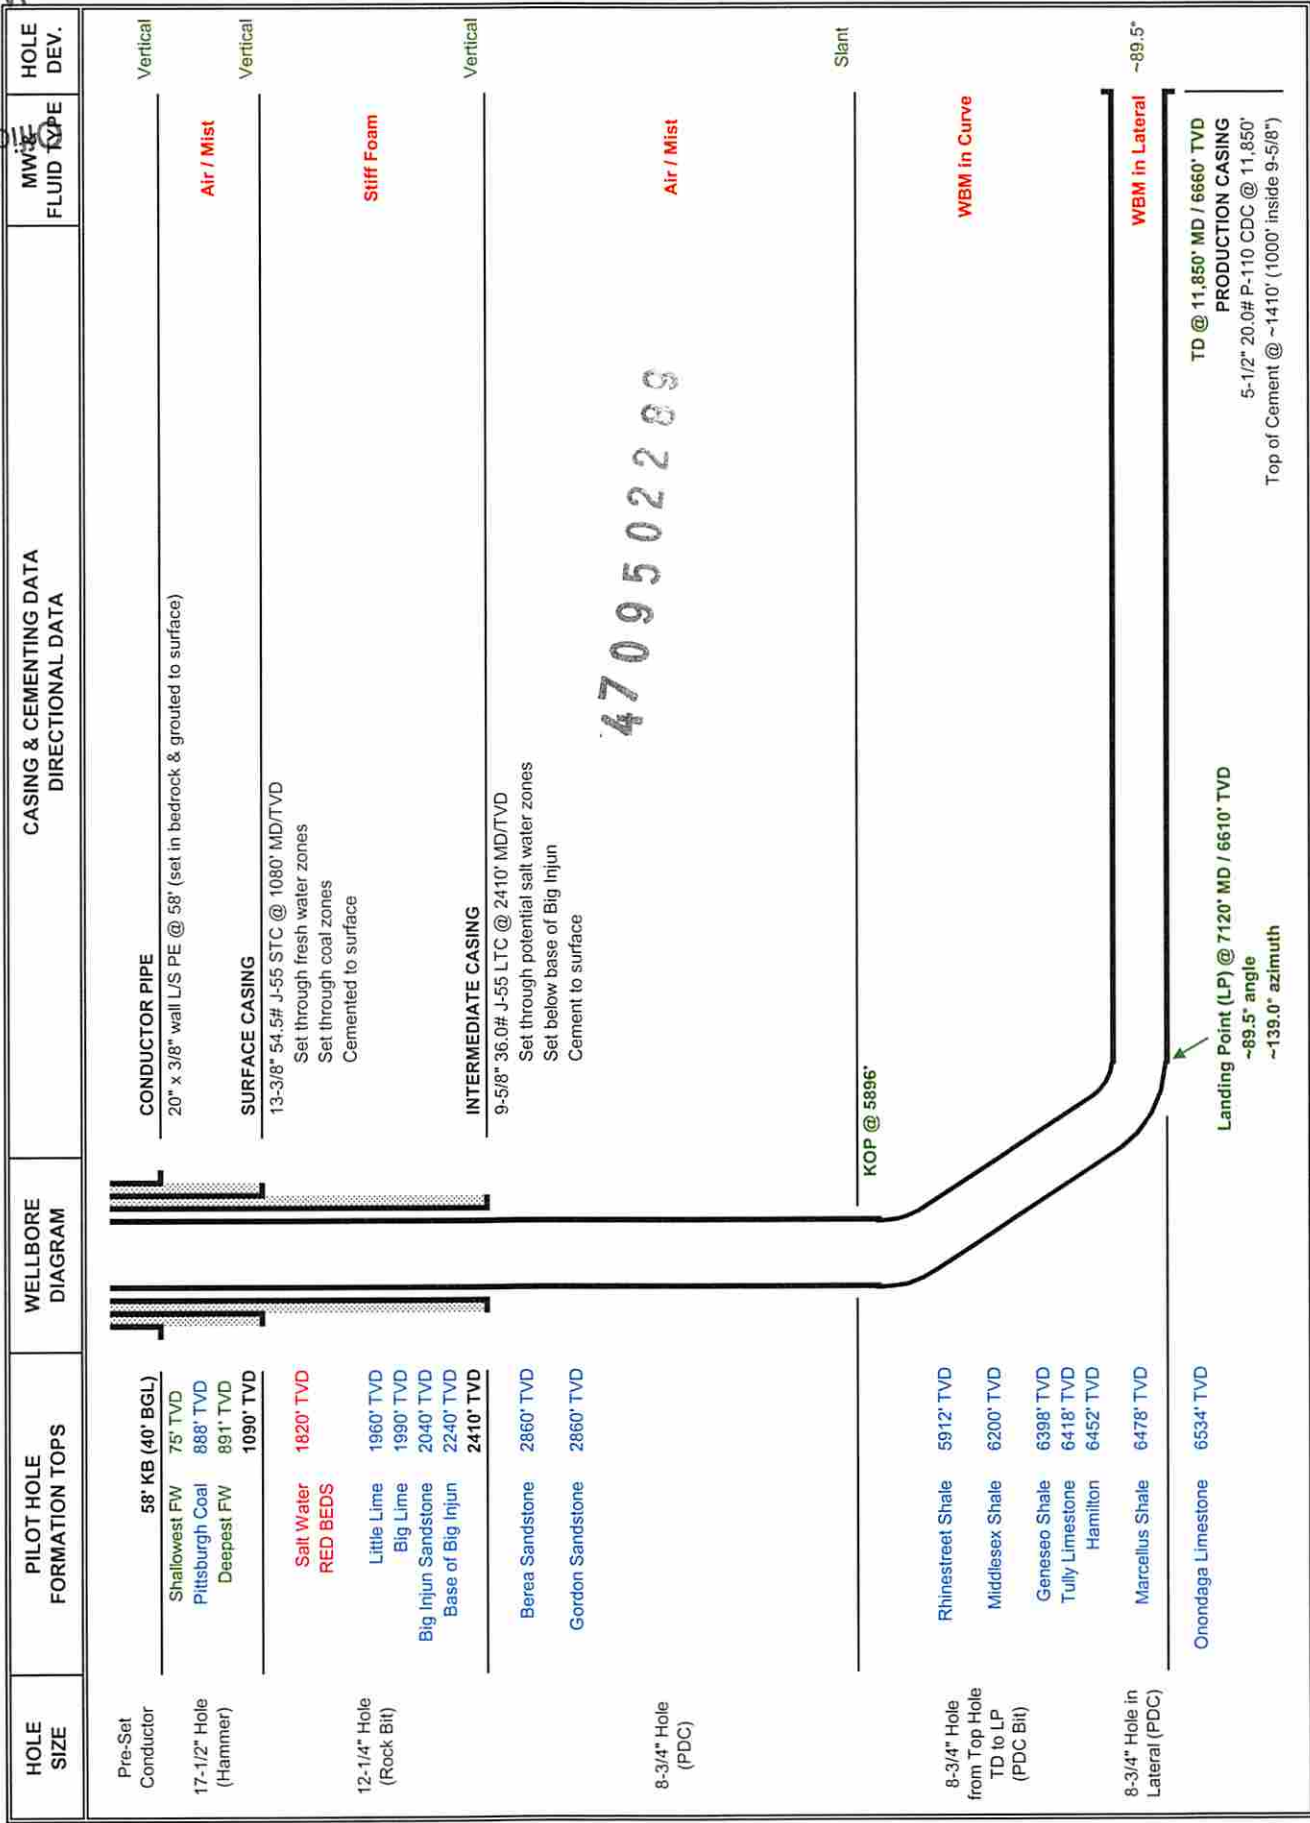 HOLE
SIZE
PILOT HOLE
FORMATION TOPS
WELLBORE
DIAGRAM
CASING & CEMENTING DATA
DIRECTIONAL DATA
MW &
FLUID TYPE
HOLE
DEV.
Pre-Set
Conductor
58' KB (40' BGL)
CONDUCTOR PIPE
Vertical
20" x 3/8" wall L/S PE @ 58' (set in bedrock & grouted to surface)
17-1/2" Hole
(Hammer)
Shallowest FW 75' TVD
Pittsburgh Coal 888' TVD
Deepest FW 891' TVD
1090' TVD
Air / Mist
SURFACE CASING
Vertical
13-3/8" 54.5# J-55 STC @ 1080' MD/TVD
Set through fresh water zones
Set through coal zones
Cemented to surface
12-1/4" Hole
(Rock Bit)
Salt Water 1820' TVD
RED BEDS
Little Lime 1960' TVD
Big Lime 1990' TVD
Big Injun Sandstone 2040' TVD
Base of Big Injun 2240' TVD
2410' TVD
Stiff Foam
INTERMEDIATE CASING
Vertical
9-5/8" 36.0# J-55 LTC @ 2410' MD/TVD
Set through potential salt water zones
Set below base of Big Injun
Cement to surface
Berea Sandstone 2860' TVD
Gordon Sandstone 2860' TVD
8-3/4" Hole
(PDC)
4709502289
Air / Mist
Slant
KOP @ 5896'
8-3/4" Hole
from Top Hole
TD to LP
(PDC Bit)
Rhinestreet Shale 5912' TVD
Middlesex Shale 6200' TVD
Geneseo Shale 6398' TVD
Tully Limestone 6418' TVD
Hamilton 6452' TVD
WBM in Curve
8-3/4" Hole in
Lateral (PDC)
Marcellus Shale 6478' TVD
WBM in Lateral
~89.5°
Onondaga Limestone 6534' TVD
Landing Point (LP) @ 7120' MD / 6610' TVD
~89.5° angle
~139.0° azimuth
TD @ 11,850' MD / 6660' TVD
PRODUCTION CASING
5-1/2" 20.0# P-110 CDC @ 11,850'
Top of Cement @ ~1410' (1000' inside 9-5/8")